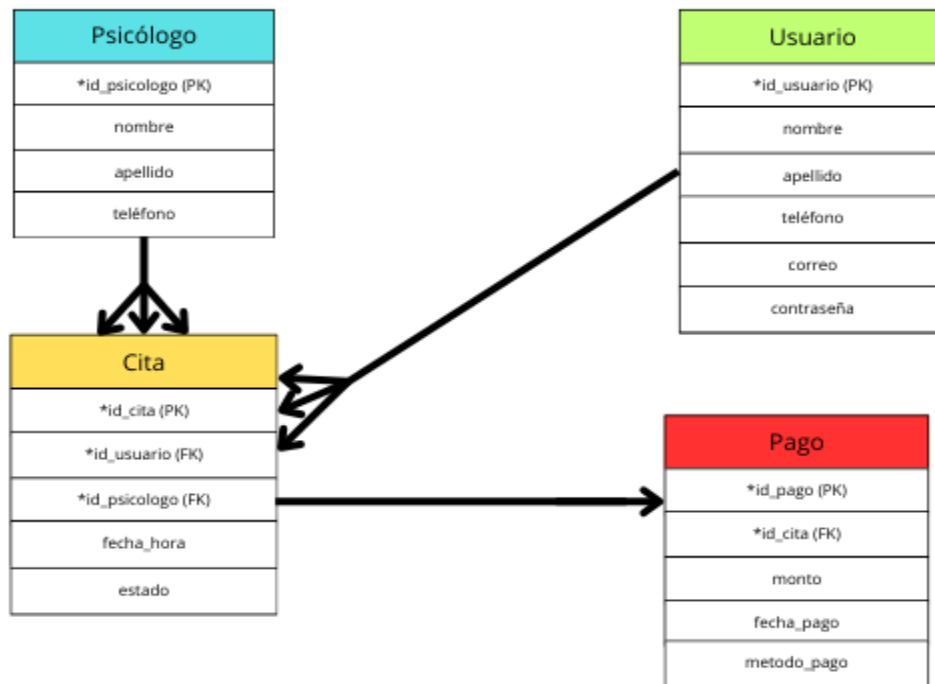 Psicólogo
*id_psicologo (PK)
nombre
apellido
teléfono
Usuario
*id_usuario (PK)
nombre
apellido
teléfono
correo
contraseña
Cita
*id_cita (PK)
*id_usuario (FK)
*id_psicologo (FK)
fecha_hora
estado
Pago
*id_pago (PK)
*id_cita (FK)
monto
fecha_pago
metodo_pago